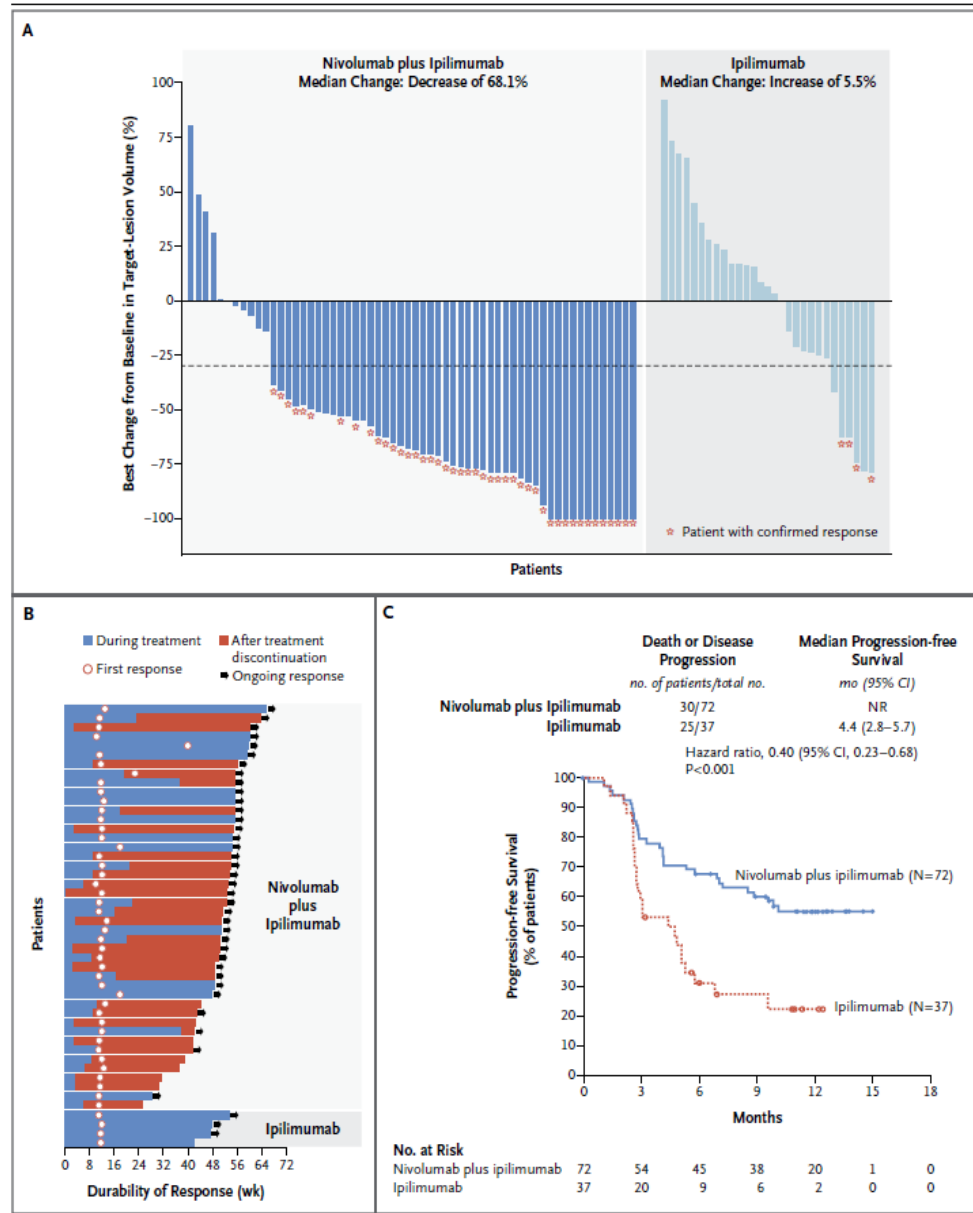 A
Nivolumab plus Ipilimumab
Median Change: Decrease of 68.1%
Ipilimumab
Median Change: Increase of 5.5%
Best Change from Baseline in Target-Lesion Volume (%)
100
75
50
25
0
−25
−50
−75
−100
Patient with confirmed response
Patients
B
During treatment
After treatment discontinuation
First response
Ongoing response
Patients
Nivolumab
plus
Ipilimumab
Ipilimumab
0 8 16 24 32 40 48 56 64 72
Durability of Response (wk)
C
Death or Disease Progression
Median Progression-free Survival
no. of patients/total no.
mo (95% CI)
Nivolumab plus Ipilimumab 30/72 NR
Ipilimumab 25/37 4.4 (2.8–5.7)
Hazard ratio, 0.40 (95% CI, 0.23–0.68)
P<0.001
Progression-free Survival
(% of patients)
100
90
80
70
60
50
40
30
20
10
0
Nivolumab plus ipilimumab (N=72)
Ipilimumab (N=37)
0 3 6 9 12 15 18
Months
No. at Risk
Nivolumab plus ipilimumab 72 54 45 38 20 1 0
Ipilimumab 37 20 9 6 2 0 0